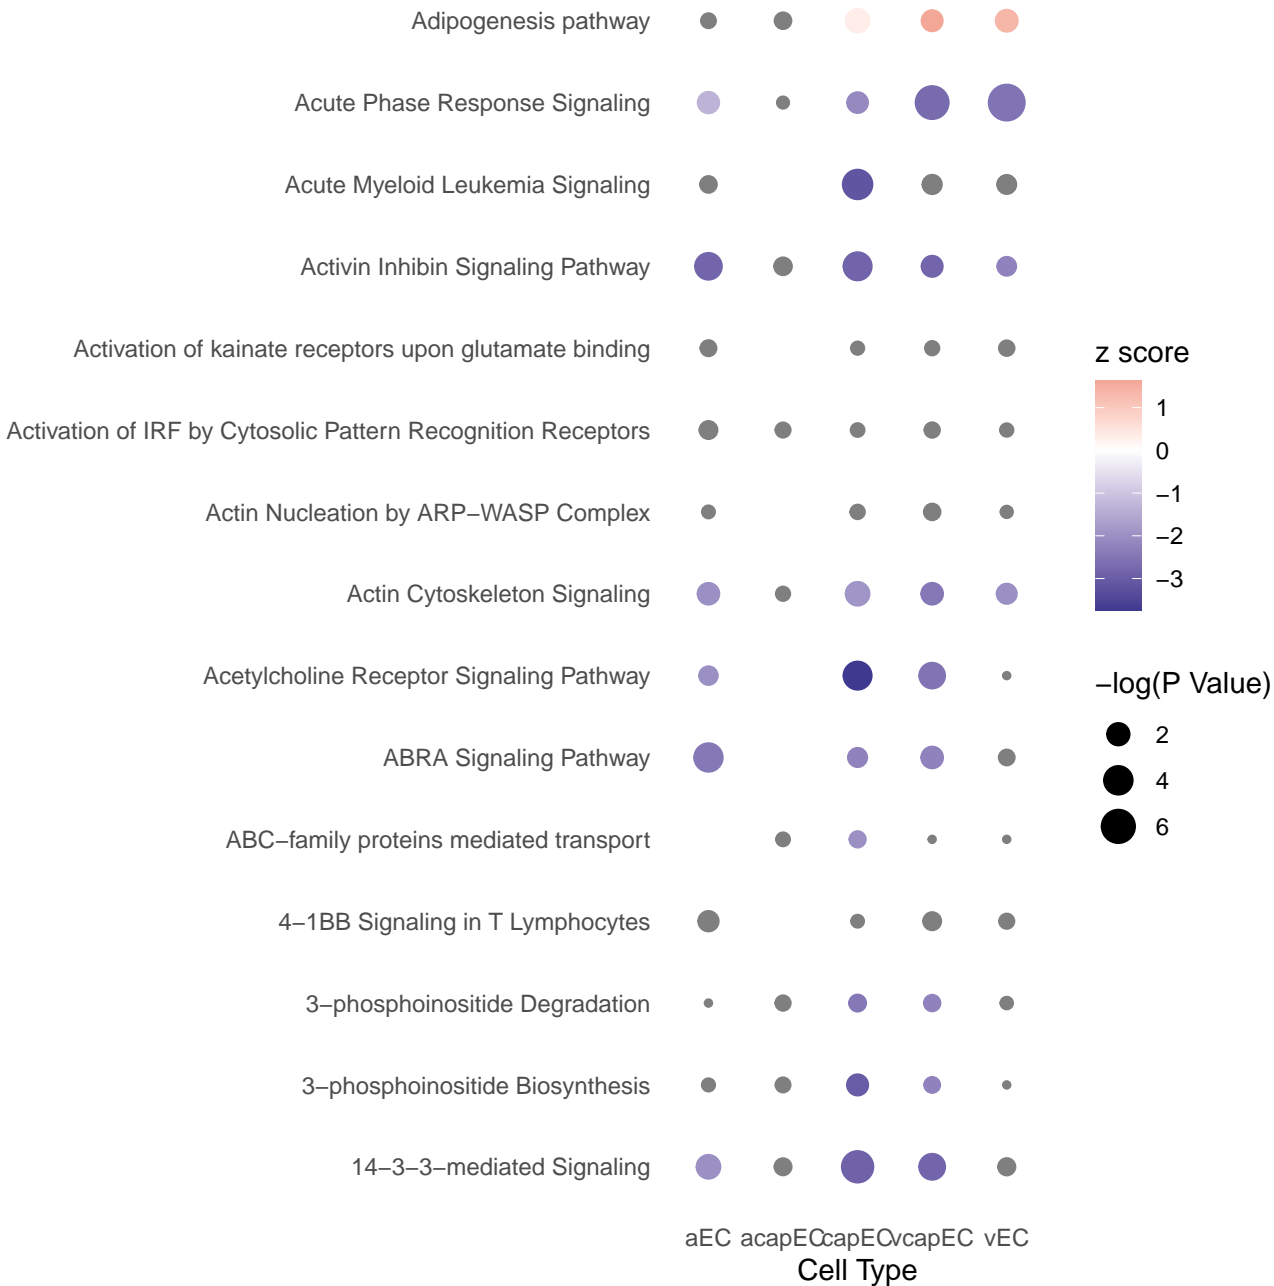 Adipogenesis pathway
Acute Phase Response Signaling
Acute Myeloid Leukemia Signaling
Activin Inhibin Signaling Pathway
Activation of kainate receptors upon glutamate binding
Activation of IRF by Cytosolic Pattern Recognition Receptors
Actin Nucleation by ARP−WASP Complex
Actin Cytoskeleton Signaling
Acetylcholine Receptor Signaling Pathway
ABRA Signaling Pathway
ABC−family proteins mediated transport
4−1BB Signaling in T Lymphocytes
3−phosphoinositide Degradation
3−phosphoinositide Biosynthesis
14−3−3−mediated Signaling
aEC acapEC capEC vcapEC vEC
Cell Type
z score
1
0
−1
−2
−3
−log(P Value)
2
4
6